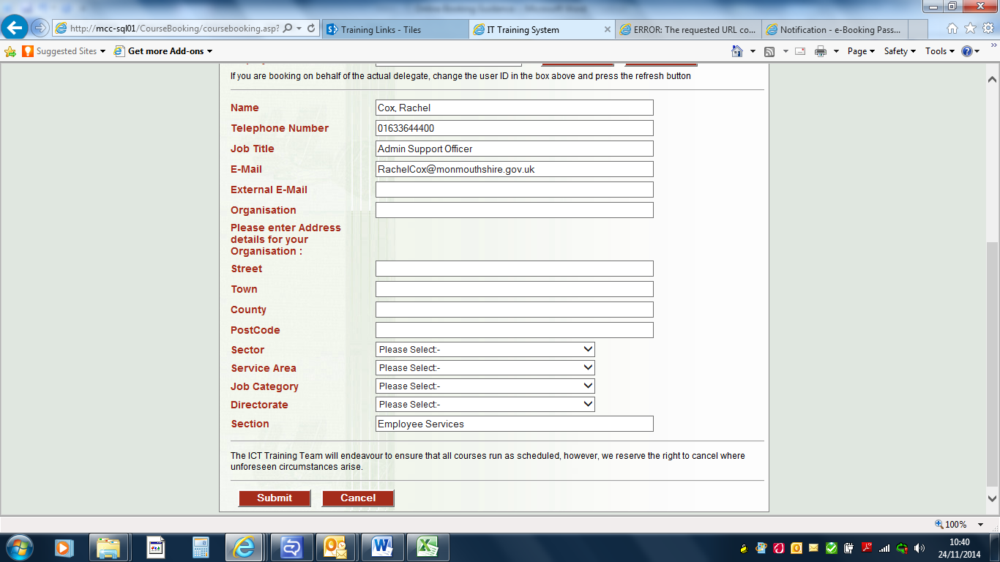 http://mcc-sql01/CourseBooking/coursebooking.asp?
Training Links - Tiles
IT Training System
ERROR: The requested URL co...
Notification - e-Booking Pass...
Suggested Sites
Get more Add-ons
Page
Safety
Tools
If you are booking on behalf of the actual delegate, change the user ID in the box above and press the refresh button
Name
Cox, Rachel
Telephone Number
01633644400
Job Title
Admin Support Officer
E-Mail
RachelCox@monmouthshire.gov.uk
External E-Mail
Organisation
Please enter Address
details for your
Organisation :
Street
Town
County
PostCode
Sector
Please Select:-
Service Area
Please Select:-
Job Category
Please Select:-
Directorate
Please Select:-
Section
Employee Services
The ICT Training Team will endeavour to ensure that all courses run as scheduled, however, we reserve the right to cancel where
unforeseen circumstances arise.
Submit
Cancel
100%
10:40
24/11/2014